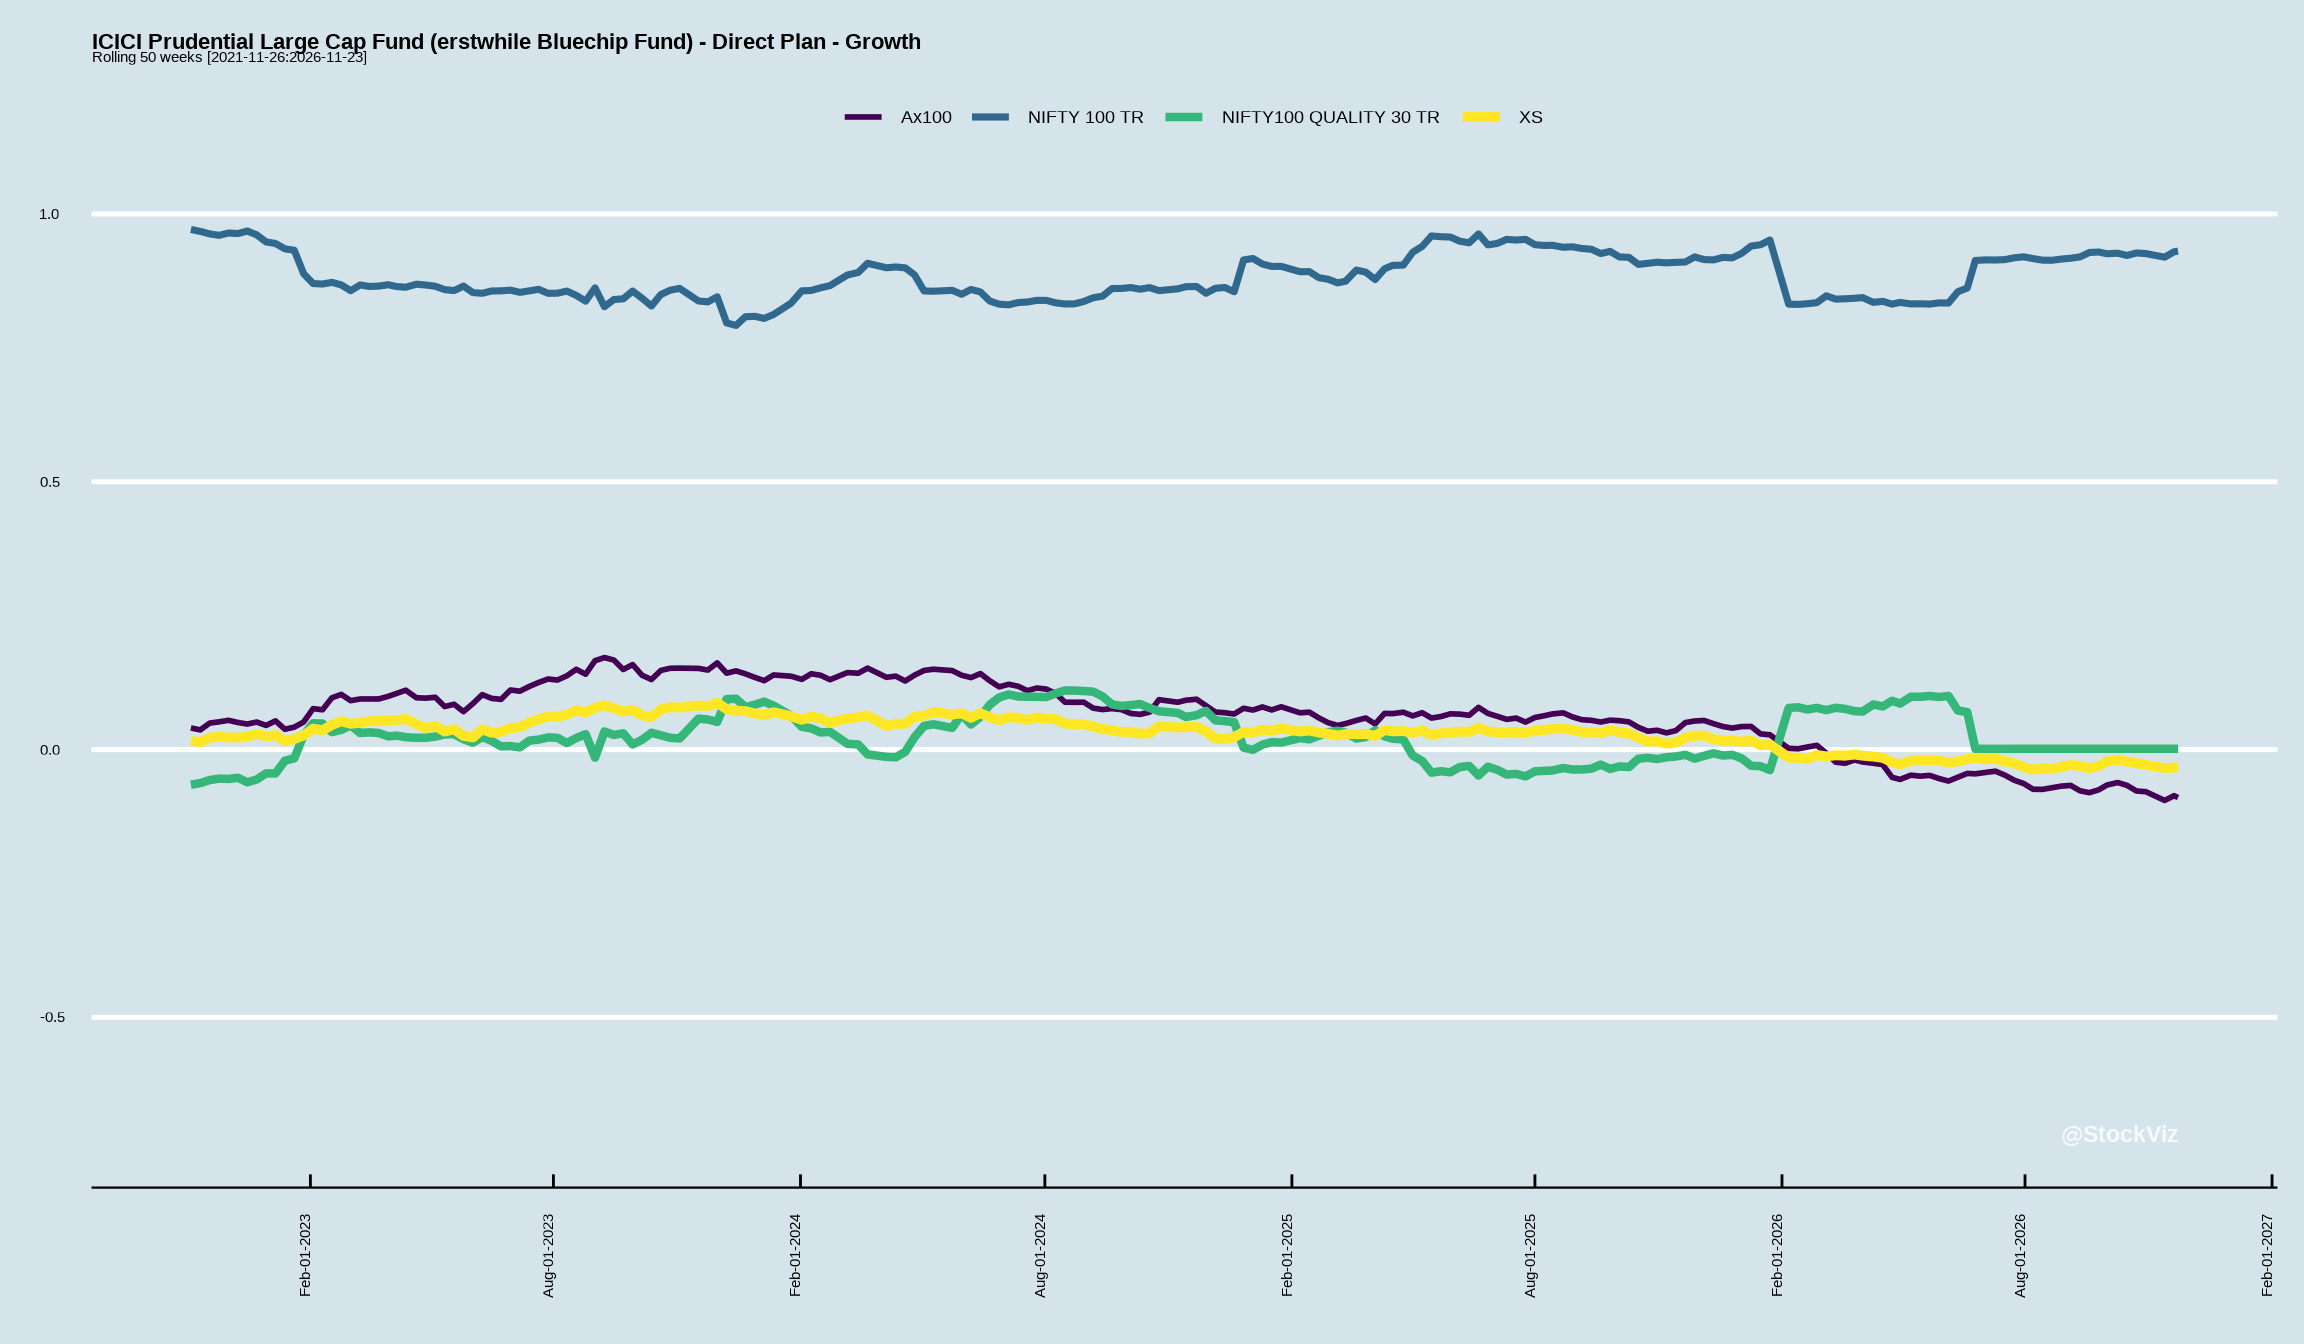 ICICI Prudential Large Cap Fund (erstwhile Bluechip Fund) - Direct Plan - Growth
Rolling 50 weeks [2021-11-26:2026-11-23]
Ax100 NIFTY 100 TR NIFTY100 QUALITY 30 TR XS
1.0
0.5
0.0
-0.5
@StockViz
Feb-01-2023 Aug-01-2023 Feb-01-2024 Aug-01-2024 Feb-01-2025 Aug-01-2025 Feb-01-2026 Aug-01-2026 Feb-01-2027